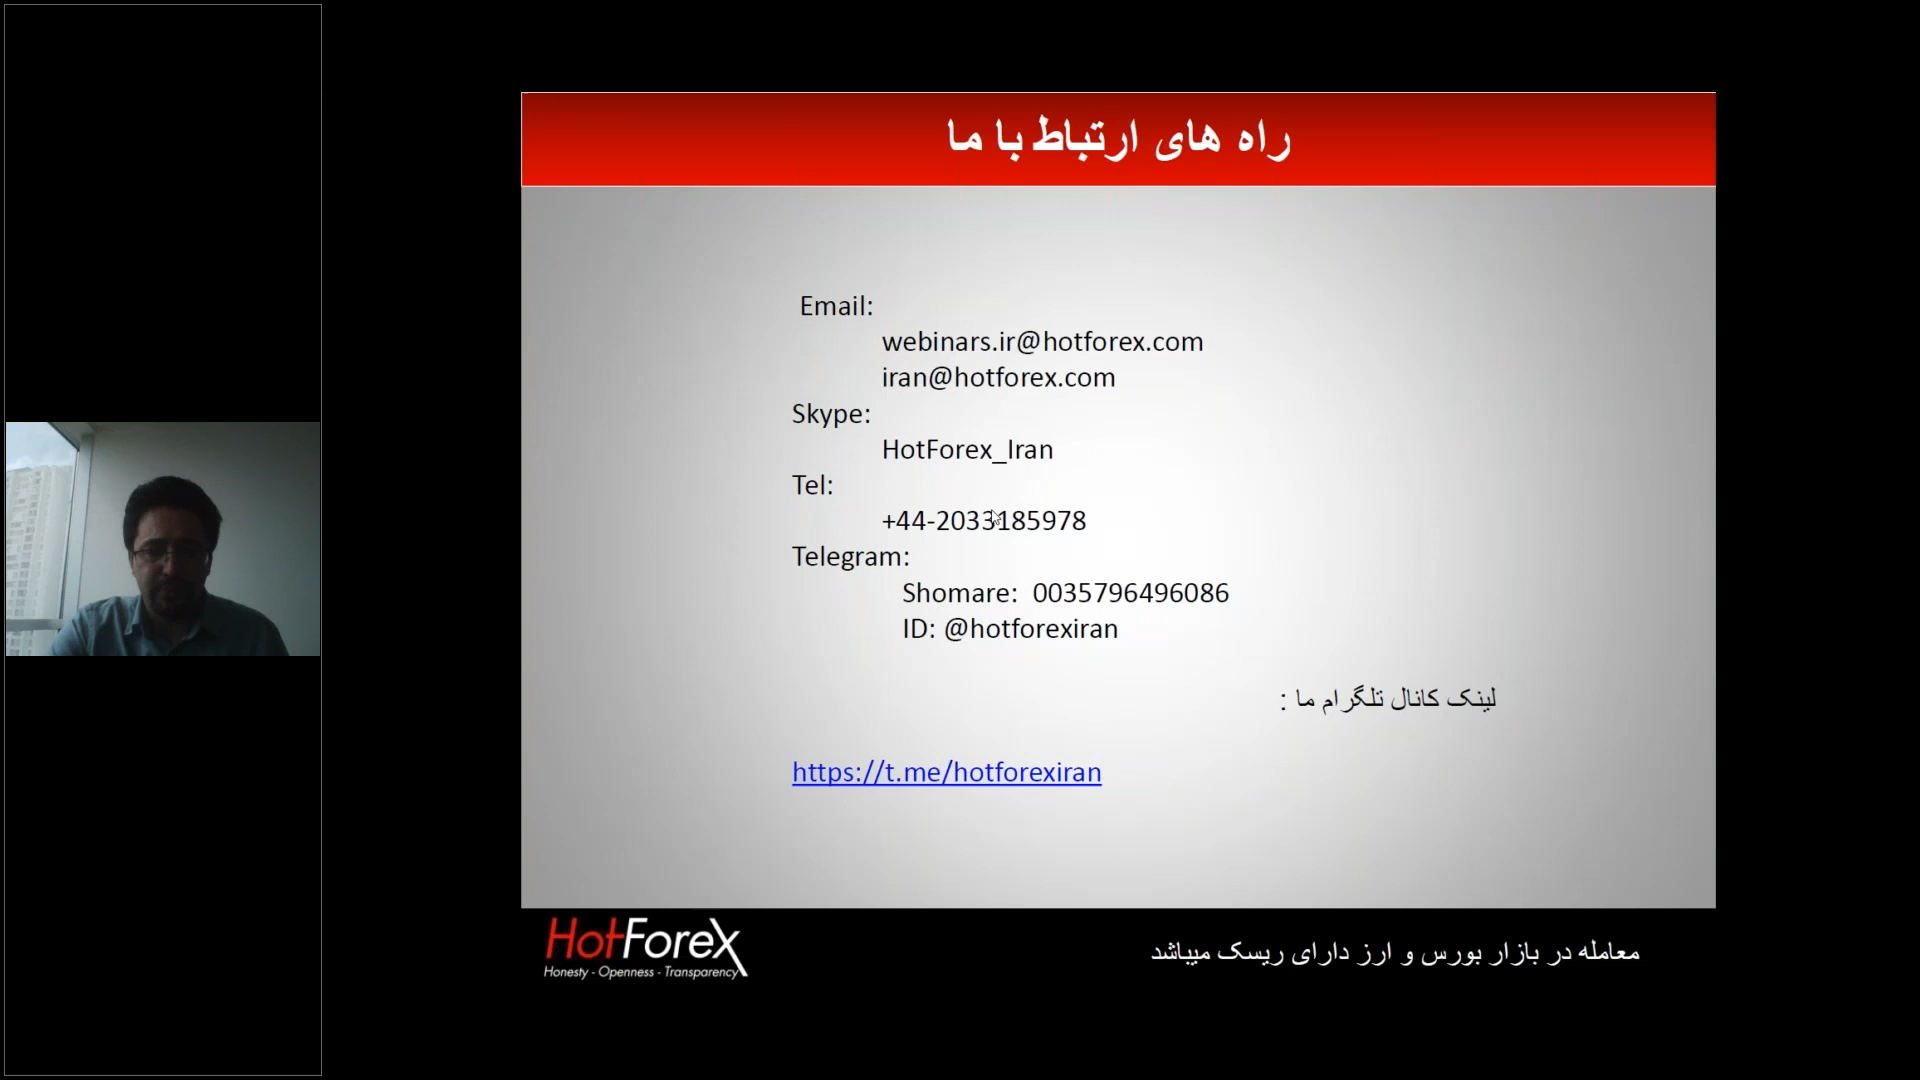 راه های ارتباط با ما
Email:
webinars.ir@hotforex.com
iran@hotforex.com
Skype:
HotForex_Iran
Tel:
+44-2033185978
Telegram:
Shomare: 0035796496086
ID: @hotforexiran
لینک کانال تلگرام ما :
https://t.me/hotforexiran
HotForex
Honesty - Openness - Transparency
معامله در بازار بورس و ارز دارای ریسک میباشد